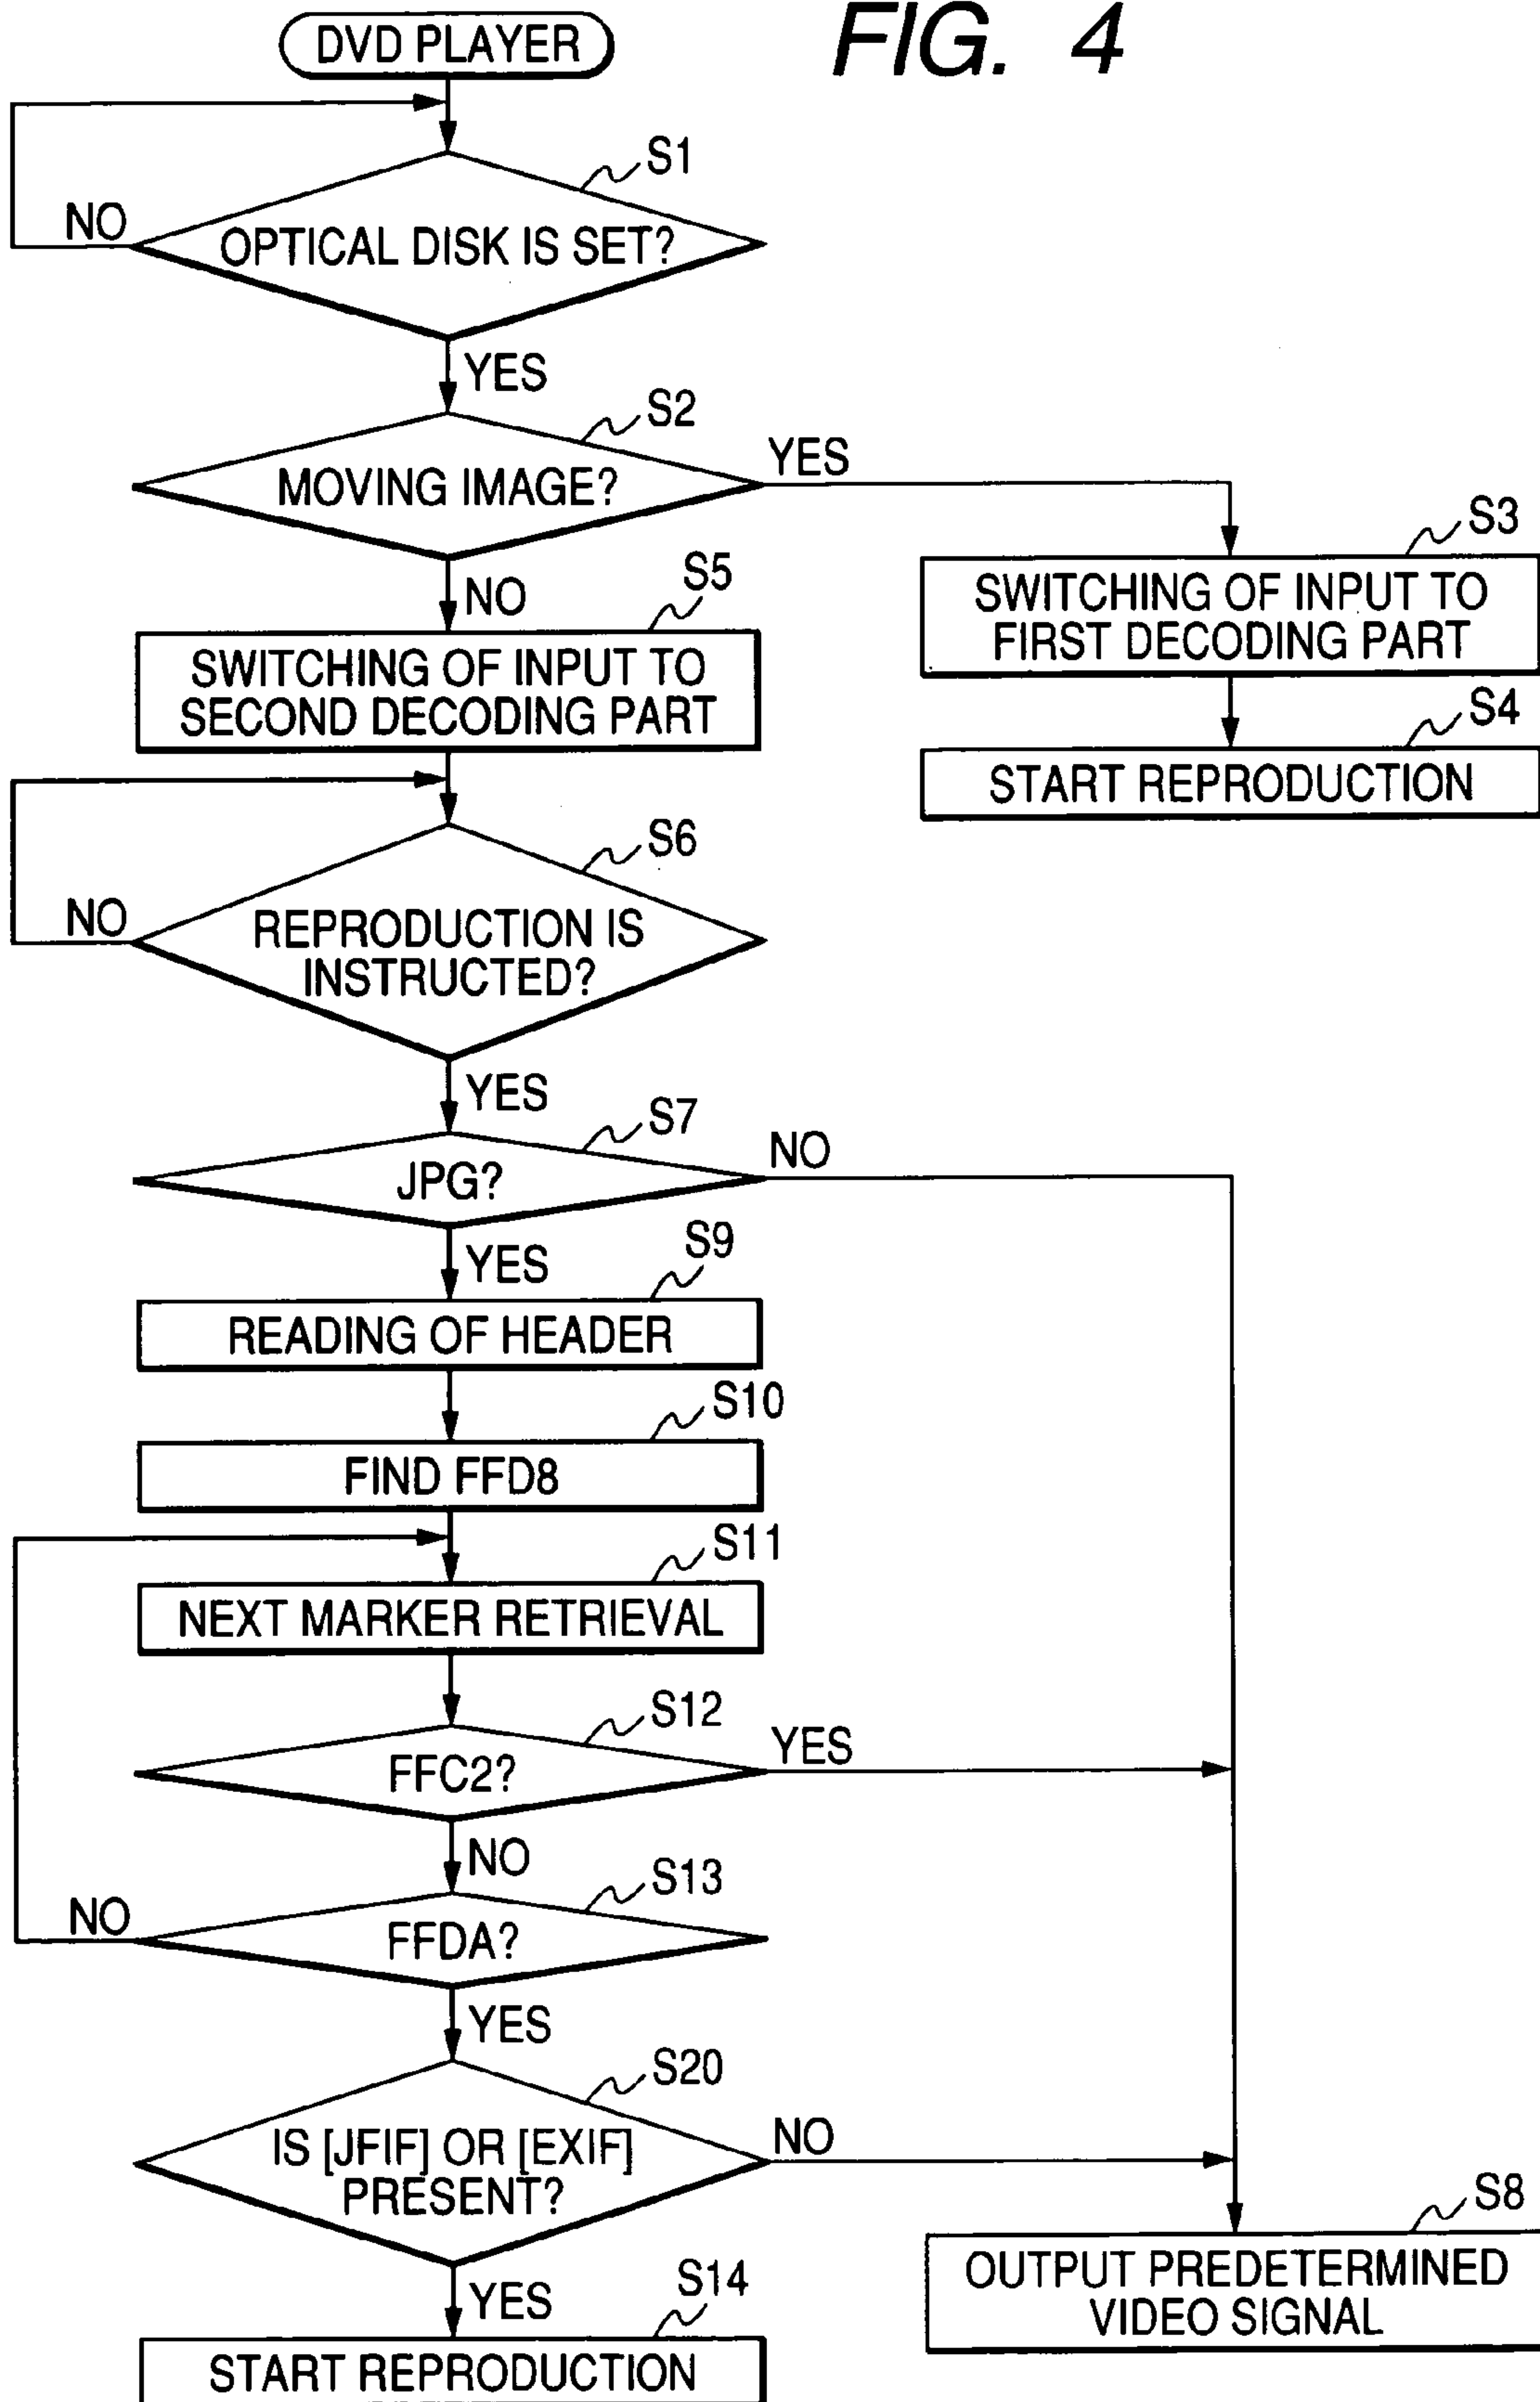 FIG. 4
DVD PLAYER
S1
NO
OPTICAL DISK IS SET?
YES
S2
YES
MOVING IMAGE?
S3
NO
S5
SWITCHING OF INPUT TO
FIRST DECODING PART
SWITCHING OF INPUT TO
SECOND DECODING PART
S4
START REPRODUCTION
S6
NO
REPRODUCTION IS
INSTRUCTED?
YES
S7
NO
JPG?
YES
S9
READING OF HEADER
S10
FIND FFD8
S11
NEXT MARKER RETRIEVAL
S12
YES
FFC2?
NO
S13
NO
FFDA?
YES
S20
NO
IS [JFIF] OR [EXIF]
PRESENT?
S8
OUTPUT PREDETERMINED
VIDEO SIGNAL
YES
S14
START REPRODUCTION